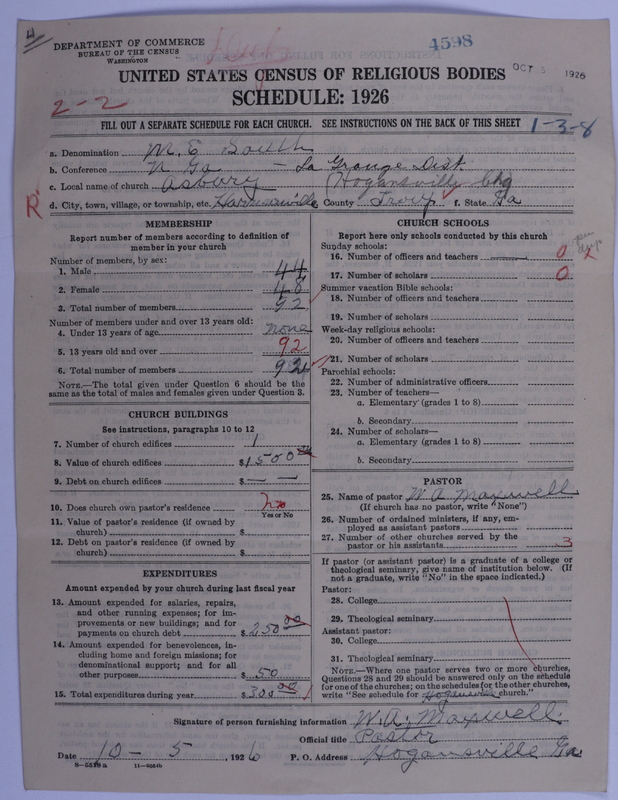 4598
DEPARTMENT OF COMMERCE
BUREAU OF THE CENSUS
WASHINGTON
OCT 1926
UNITED STATES CENSUS OF RELIGIOUS BODIES
2-2
SCHEDULE: 1926
FILL OUT A SEPARATE SCHEDULE FOR EACH CHURCH. SEE INSTRUCTIONS ON THE BACK OF THIS SHEET
1-3-8
a. Denomination M. E South
b. Conference N Ga - La Grange Dist
c. Local name of church Asbury Hogansville Chg
R
d. City, town, village, or township, etc. County Troup f. State Ga
MEMBERSHIP
Report number of members according to definition of
member in your church
Number of members, by sex:
1. Male 44
2. Female 48
3. Total number of members 92
Number of members under and over 13 years old:
4. Under 13 years of age none
5. 13 years old and over 92
6. Total number of members 92
NOTE.—The total given under Question 6 should be the
same as the total of males and females given under Question 3.
CHURCH BUILDINGS
See instructions, paragraphs 10 to 12
7. Number of church edifices 1
8. Value of church edifices $1500
9. Debt on church edifices $ — —
10. Does church own pastor's residence no
Yes or No
11. Value of pastor's residence (if owned by
church) $
12. Debt on pastor's residence (if owned by
church) $
EXPENDITURES
Amount expended by your church during last fiscal year
13. Amount expended for salaries, repairs,
and other running expenses; for im-
provements or new buildings; and for
payments on church debt $250.00
14. Amount expended for benevolences, in-
cluding home and foreign missions; for
denominational support; and for all
other purposes $50
15. Total expenditures during year $300.00
CHURCH SCHOOLS
Report here only schools conducted by this church
Sunday schools:
16. Number of officers and teachers 0
17. Number of scholars 0
Summer vacation Bible schools:
18. Number of officers and teachers
19. Number of scholars
Week-day religious schools:
20. Number of officers and teachers
21. Number of scholars
Parochial schools:
22. Number of administrative officers
23. Number of teachers—
a. Elementary (grades 1 to 8)
b. Secondary
24. Number of scholars—
a. Elementary (grades 1 to 8)
b. Secondary
PASTOR
25. Name of pastor W A Maxwell
(If church has no pastor, write "None")
26. Number of ordained ministers, if any, em-
ployed as assistant pastors
27. Number of other churches served by the
pastor or his assistants 3
If pastor (or assistant pastor) is a graduate of a college or
theological seminary, give name of institution below. (If
not a graduate, write "No" in the space indicated.)
Pastor:
28. College
29. Theological seminary
Assistant pastor:
30. College
31. Theological seminary
NOTE.—Where one pastor serves two or more churches,
Questions 28 and 29 should be answered only on the schedule
for one of the churches; on the schedules for the other churches,
write "See schedule for Hogansville church."
Signature of person furnishing information W. A. Maxwell
Official title Pastor
Date 10 - 5, 1926 P. O. Address Hogansville Ga